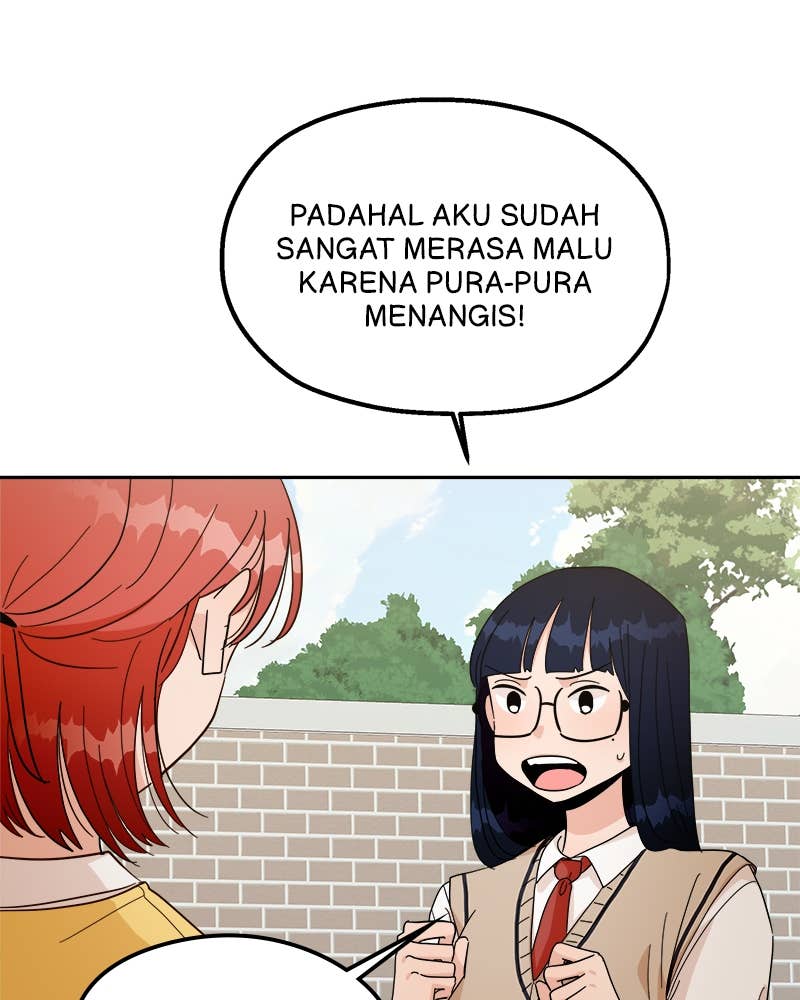 PADAHAL AKU SUDAH
SANGAT MERASA MALU
KARENA PURA-PURA
MENANGIS!